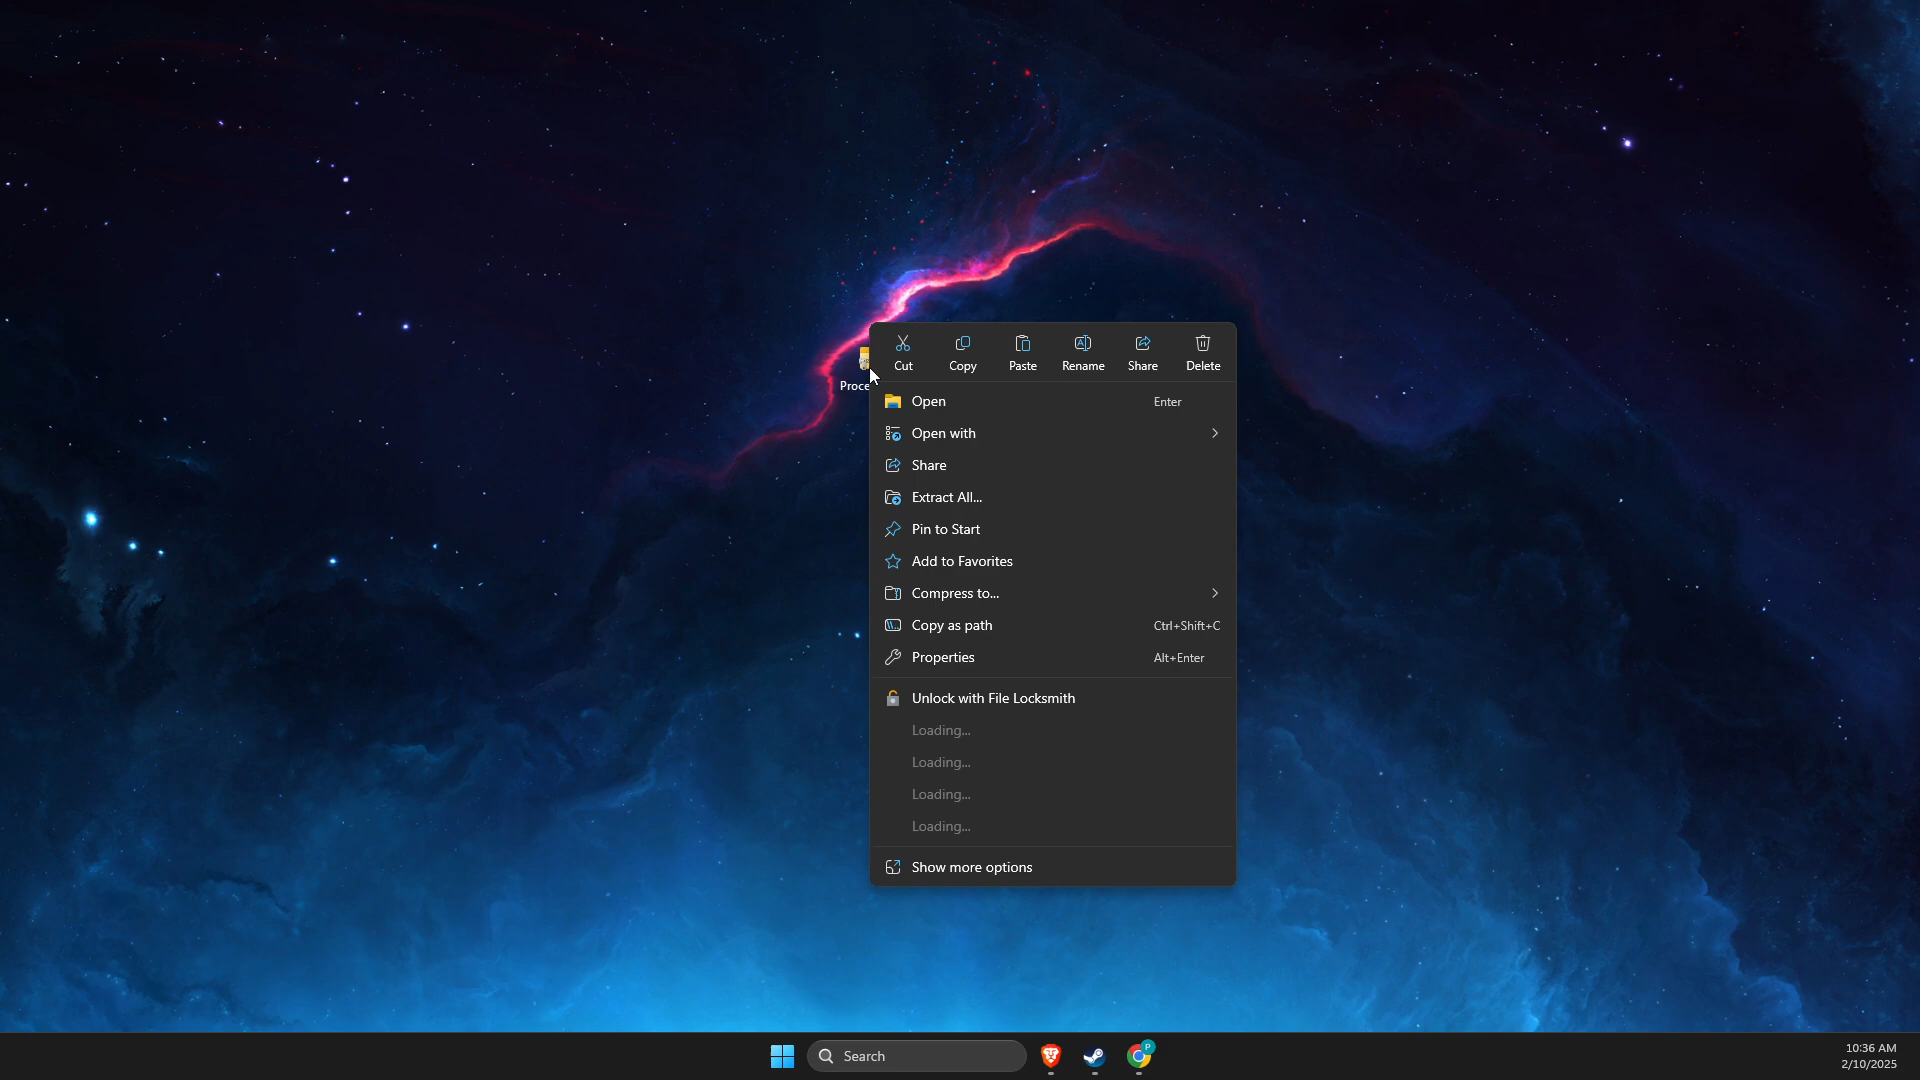 Cut Copy Paste Rename Share Delete
Proce
Open Enter
Open with
Share
Extract All...
Pin to Start
Add to Favorites
Compress to...
Copy as path Ctrl+Shift+C
Properties Alt+Enter
Unlock with File Locksmith
Loading...
Loading...
Loading...
Loading...
Show more options
Search
P
10:36 AM
2/10/2025